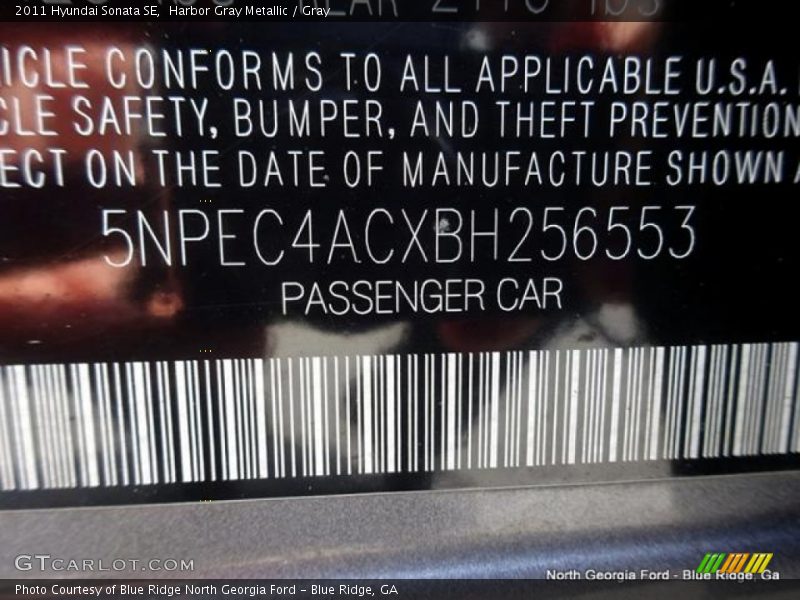 2011 Hyundai Sonata SE, Harbor Gray Metallic / Gray
ICLE CONFORMS TO ALL APPLICABLE U.S.A.
CLE SAFETY, BUMPER, AND THEFT PREVENTION
ECT ON THE DATE OF MANUFACTURE SHOWN A
5NPEC4ACXBH256553
PASSENGER CAR
GTCARLOT.COM
North Georgia Ford - Blue Ridge, Ga
Photo Courtesy of Blue Ridge North Georgia Ford - Blue Ridge, GA